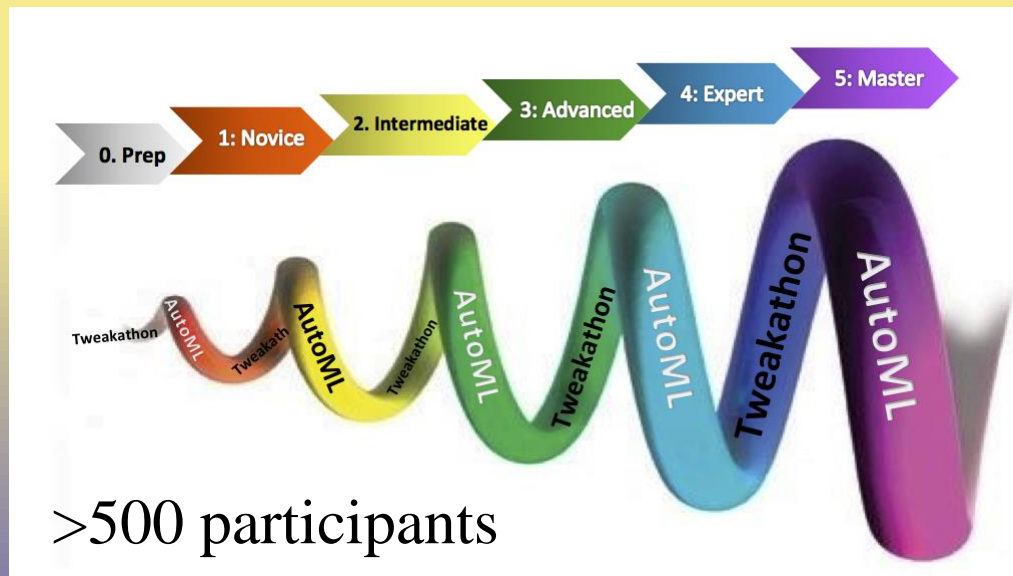 0. Prep
1: Novice
2. Intermediate
3: Advanced
4: Expert
5: Master
Tweakathon
AutoML
Tweakath
AutoML
Tweakathon
AutoML
Tweakathon
AutoML
Tweakathon
AutoML
>500 participants